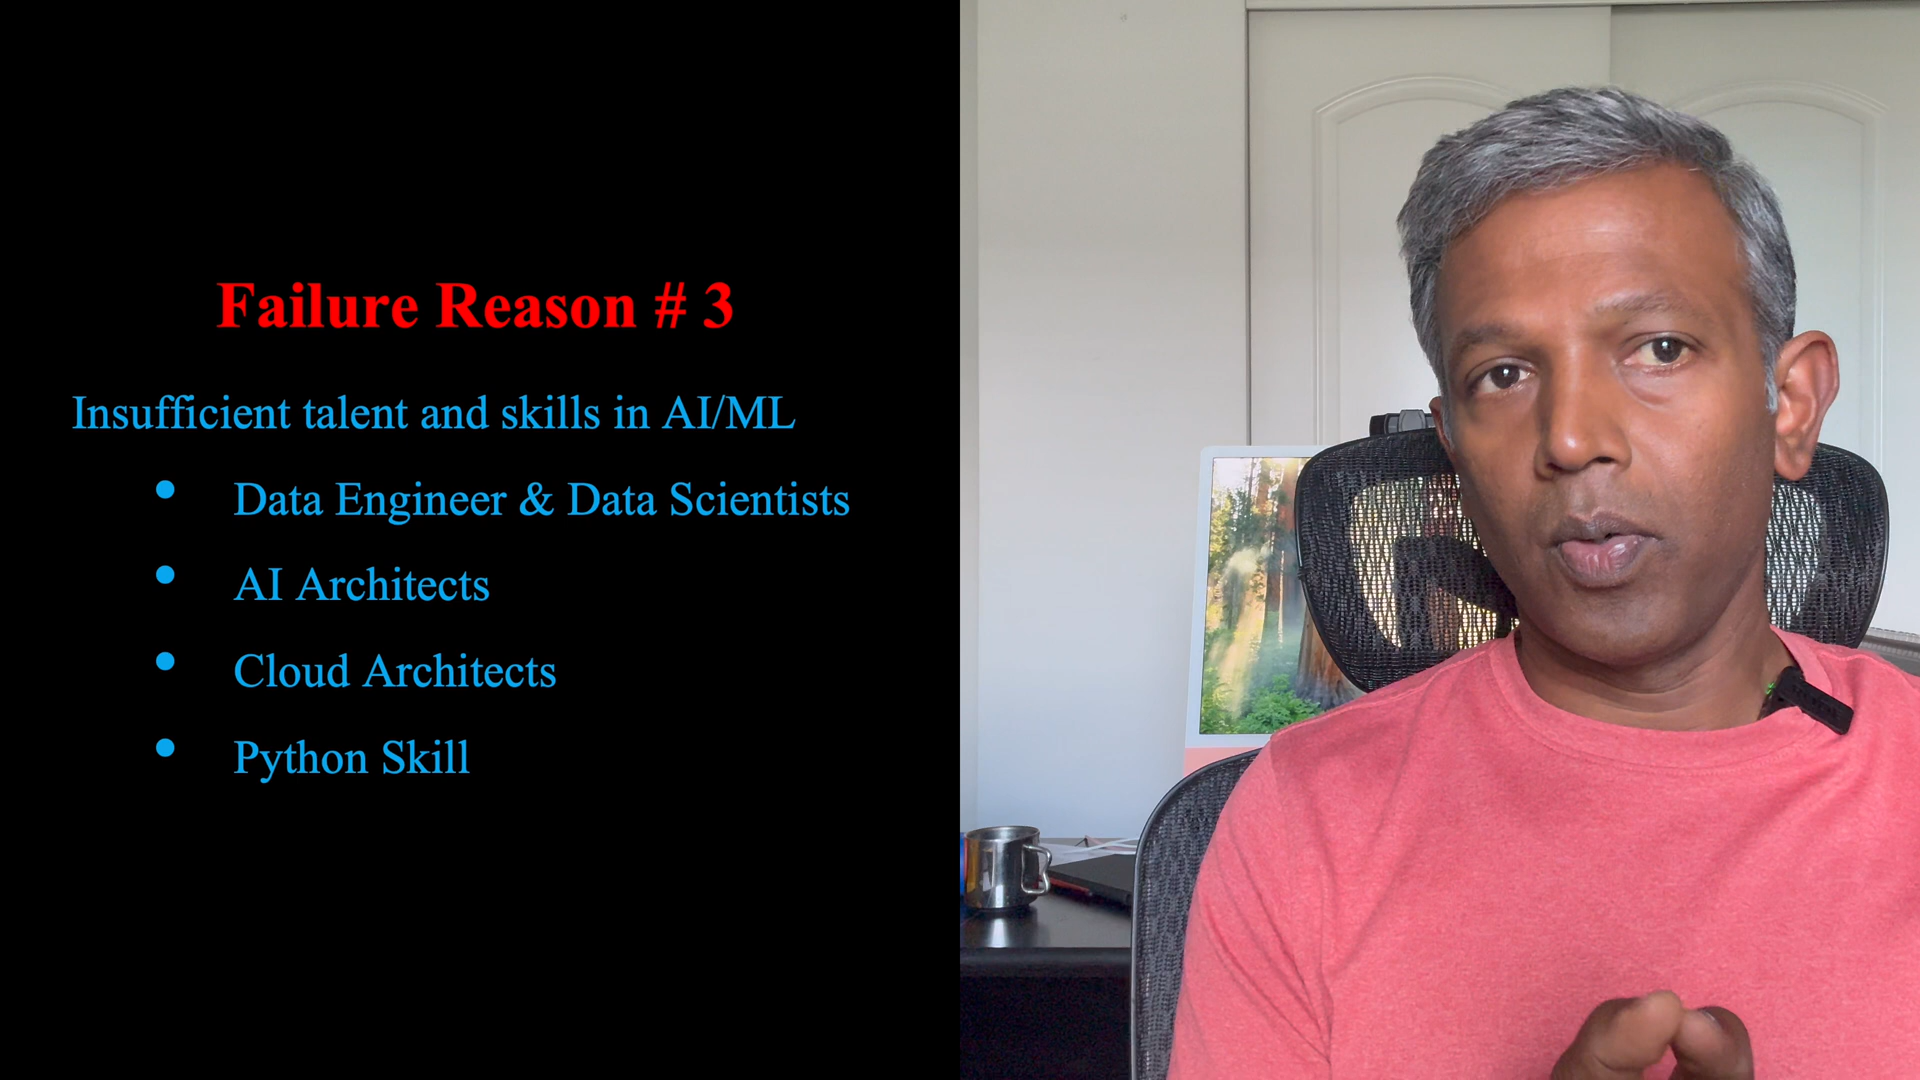 Failure Reason # 3
Insufficient talent and skills in AI/ML
• Data Engineer & Data Scientists
• AI Architects
• Cloud Architects
• Python Skill